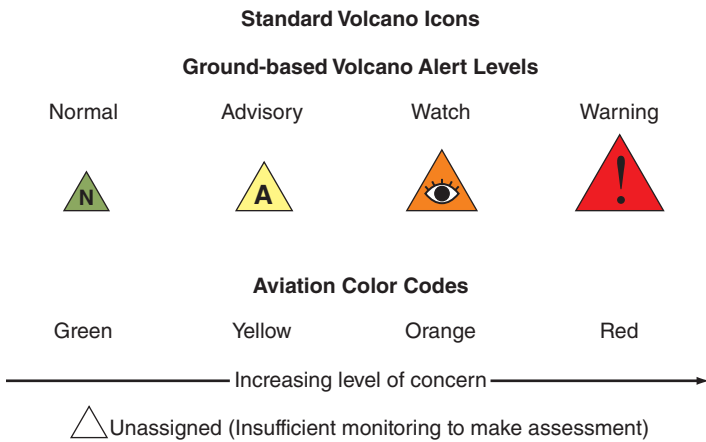 Standard Volcano Icons
Ground-based Volcano Alert Levels
Normal Advisory Watch Warning
N A !
Aviation Color Codes
Green Yellow Orange Red
Increasing level of concern
Unassigned (Insufficient monitoring to make assessment)